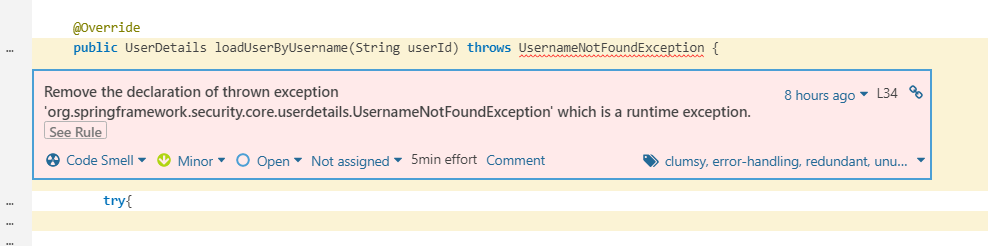 @Override
... public UserDetails loadUserByUsername(String userId) throws UsernameNotFoundException {
Remove the declaration of thrown exception
'org.springframework.security.core.userdetails.UsernameNotFoundException' which is a runtime exception.
8 hours ago L34
See Rule
Code Smell Minor Open Not assigned 5min effort Comment clumsy, error-handling, redundant, unu...
... try{
...
...